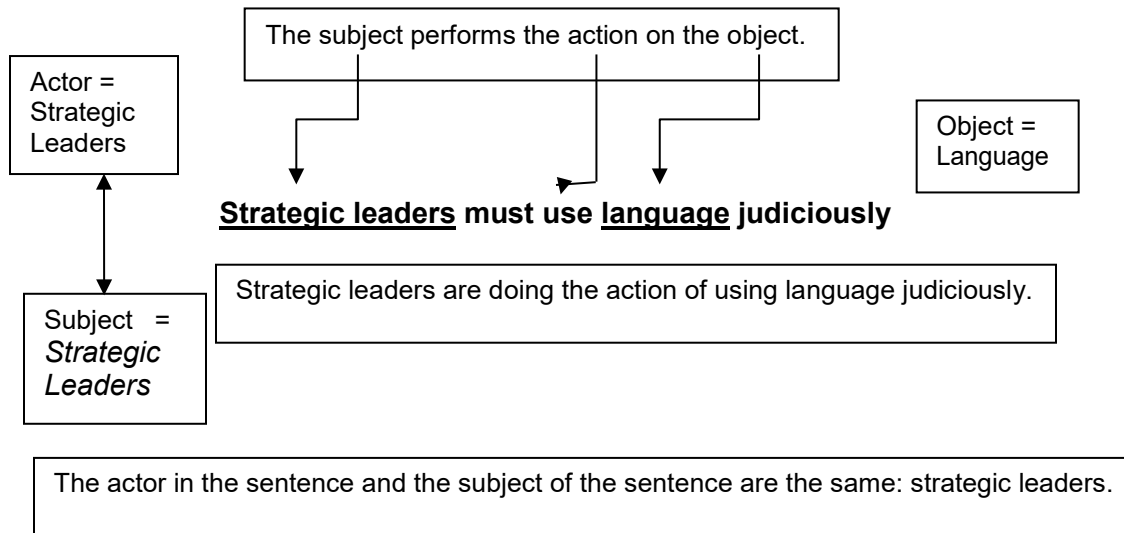 The subject performs the action on the object.
Actor =
Strategic
Leaders
Object =
Language
Strategic leaders must use language judiciously
Strategic leaders are doing the action of using language judiciously.
Subject =
Strategic
Leaders
The actor in the sentence and the subject of the sentence are the same: strategic leaders.